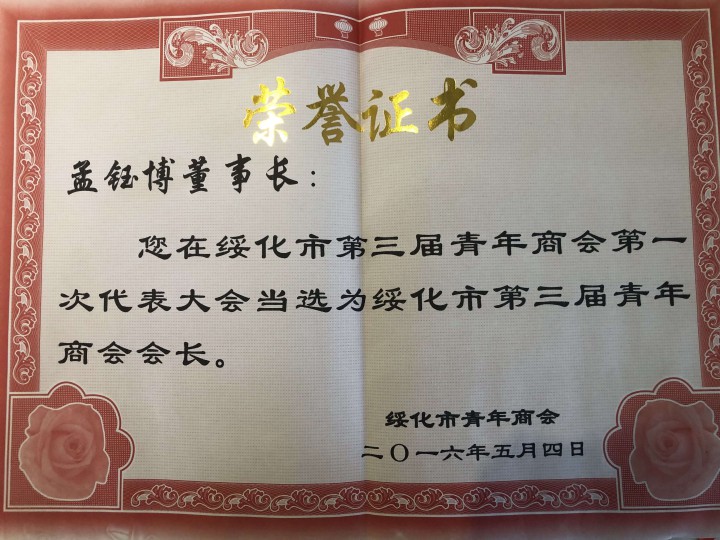 荣誉证书
孟钰博董事长：
您在绥化市第三届青年商会第一
次代表大会当选为绥化市第三届青年
商会会长。
绥化市青年商会
二〇一六年五月四日